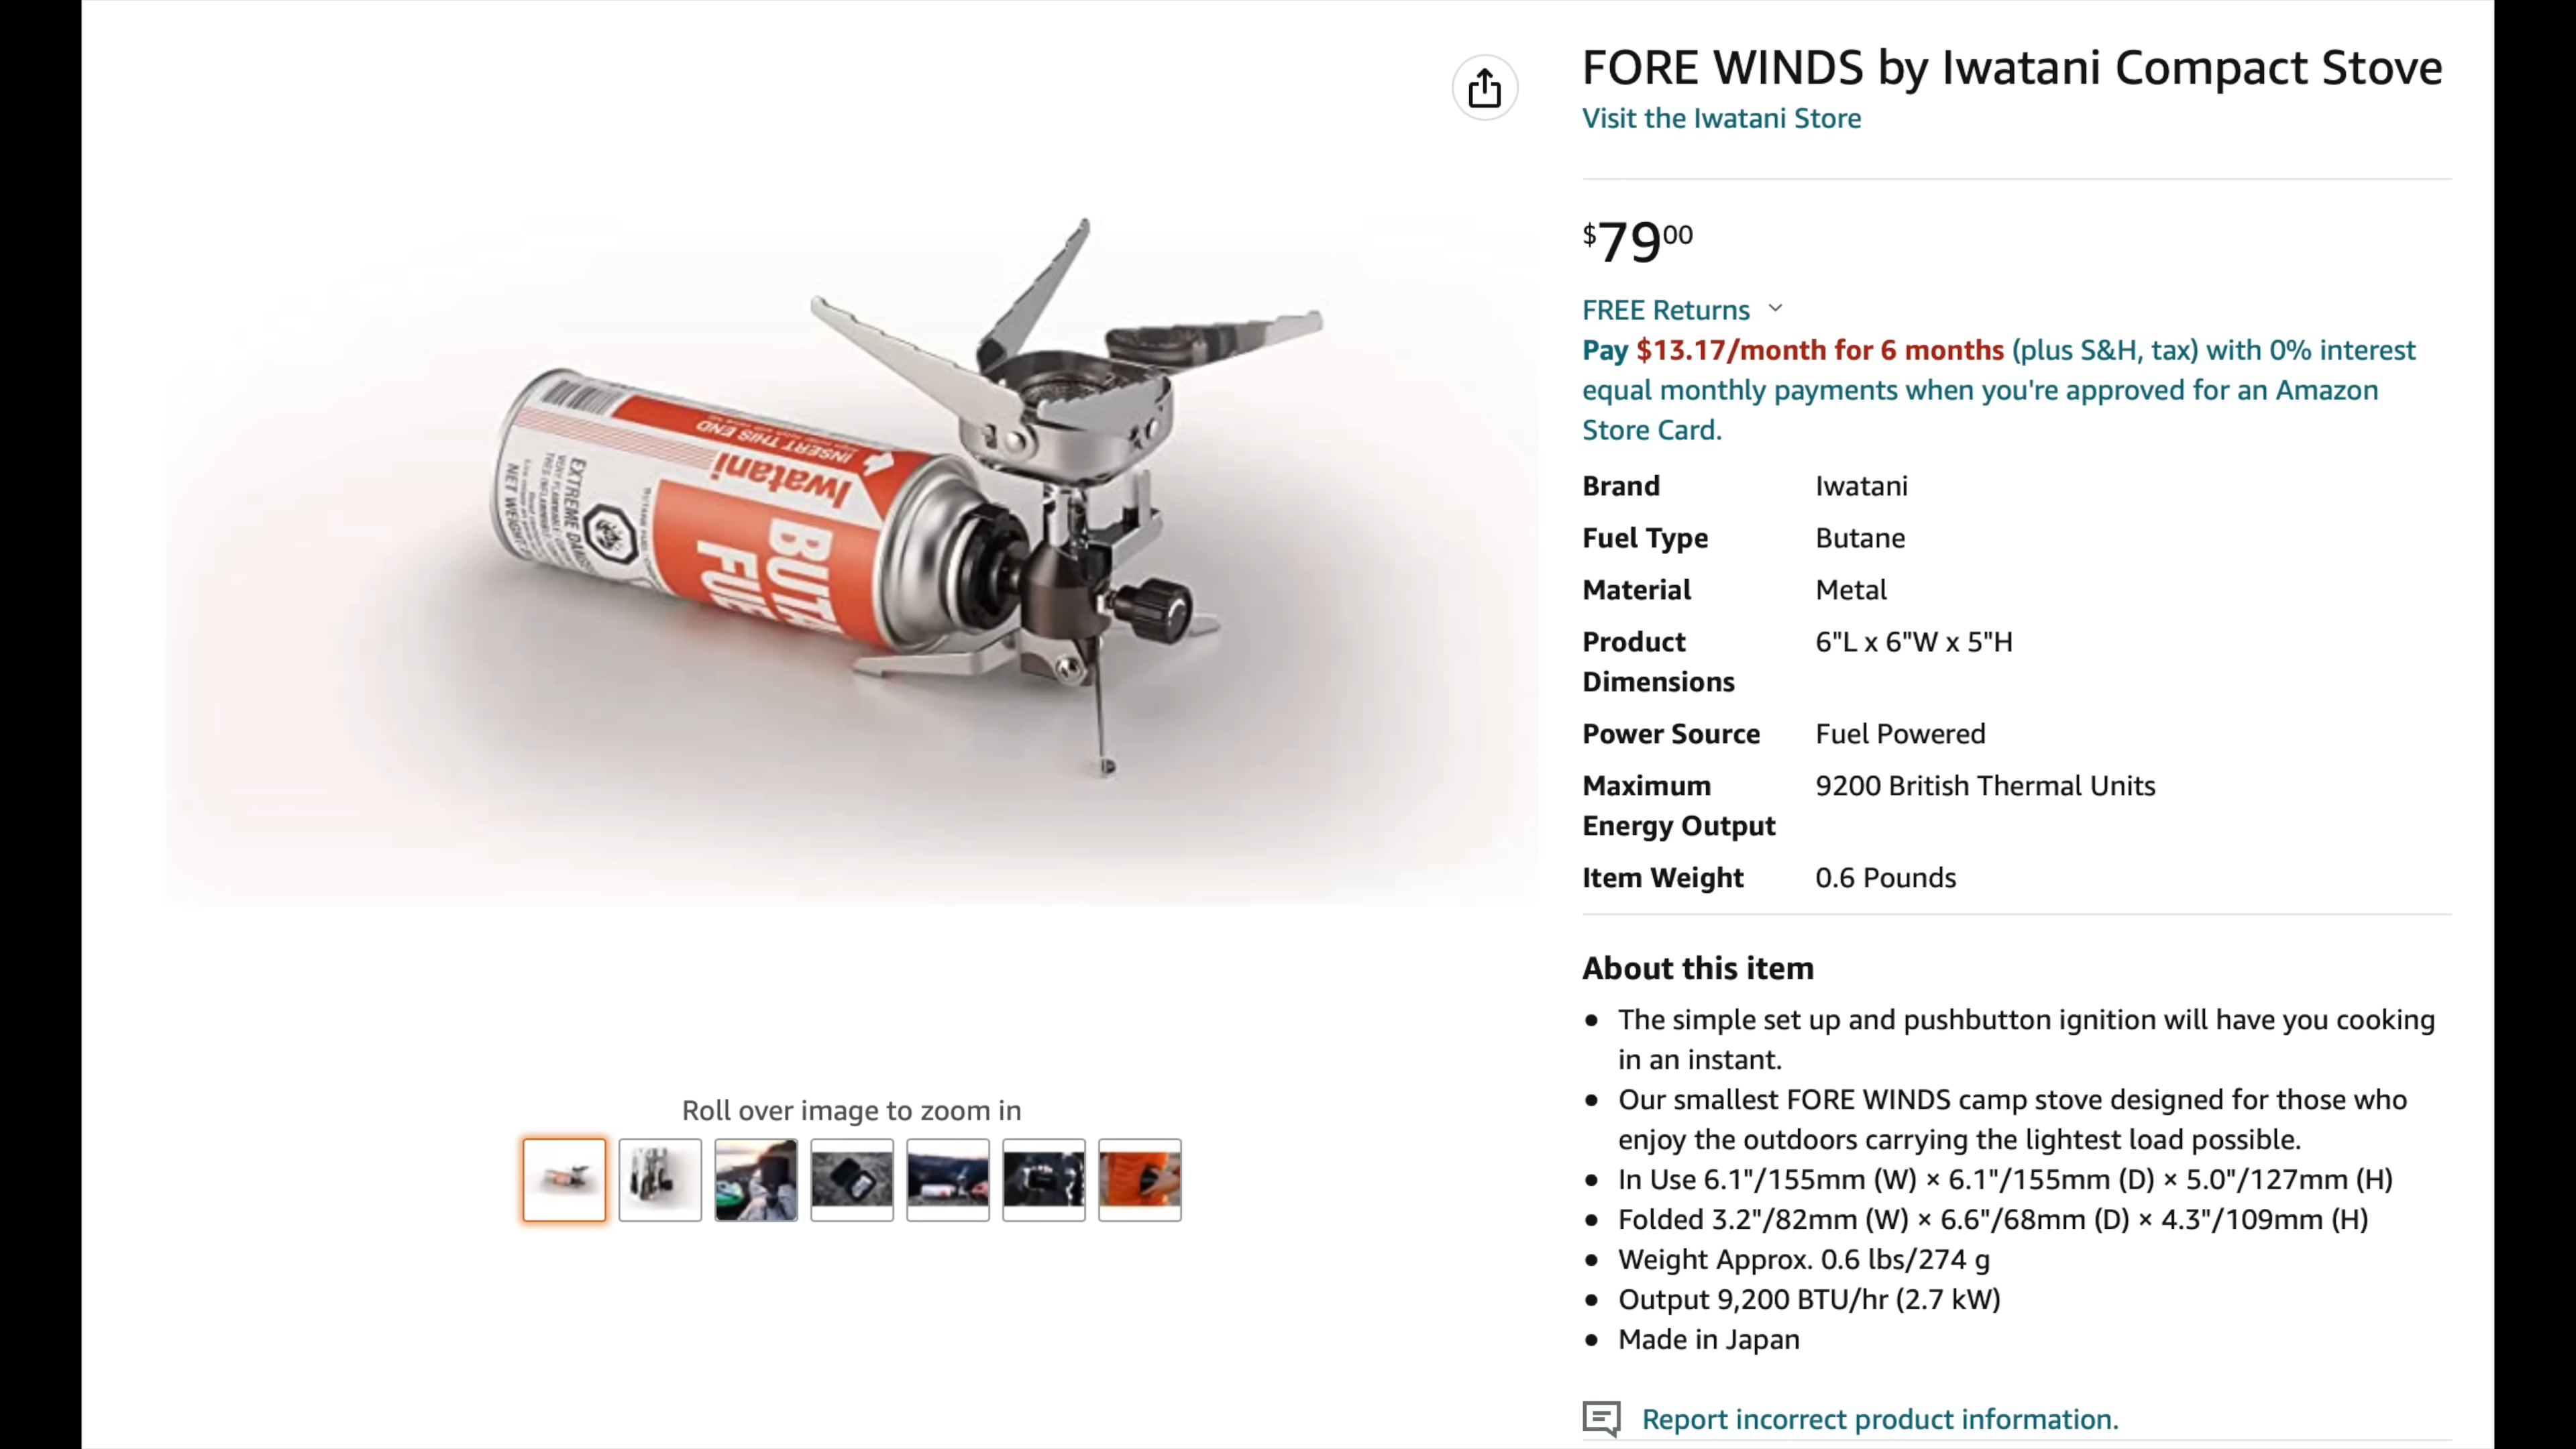 FORE WINDS by Iwatani Compact Stove
Visit the Iwatani Store
$79⁰⁰
FREE Returns
Pay $13.17/month for 6 months (plus S&H, tax) with 0% interest
equal monthly payments when you're approved for an Amazon
Store Card.
Brand Iwatani
Fuel Type Butane
Material Metal
Product Dimensions 6"L x 6"W x 5"H
Power Source Fuel Powered
Maximum Energy Output 9200 British Thermal Units
Item Weight 0.6 Pounds
About this item
• The simple set up and pushbutton ignition will have you cooking
in an instant.
• Our smallest FORE WINDS camp stove designed for those who
enjoy the outdoors carrying the lightest load possible.
• In Use 6.1"/155mm (W) × 6.1"/155mm (D) × 5.0"/127mm (H)
• Folded 3.2"/82mm (W) × 6.6"/68mm (D) × 4.3"/109mm (H)
• Weight Approx. 0.6 lbs/274 g
• Output 9,200 BTU/hr (2.7 kW)
• Made in Japan
Report incorrect product information.
INSERT THIS END
Iwatani
BUTA
FUE
EXTREME
NET WEIGHT
Roll over image to zoom in